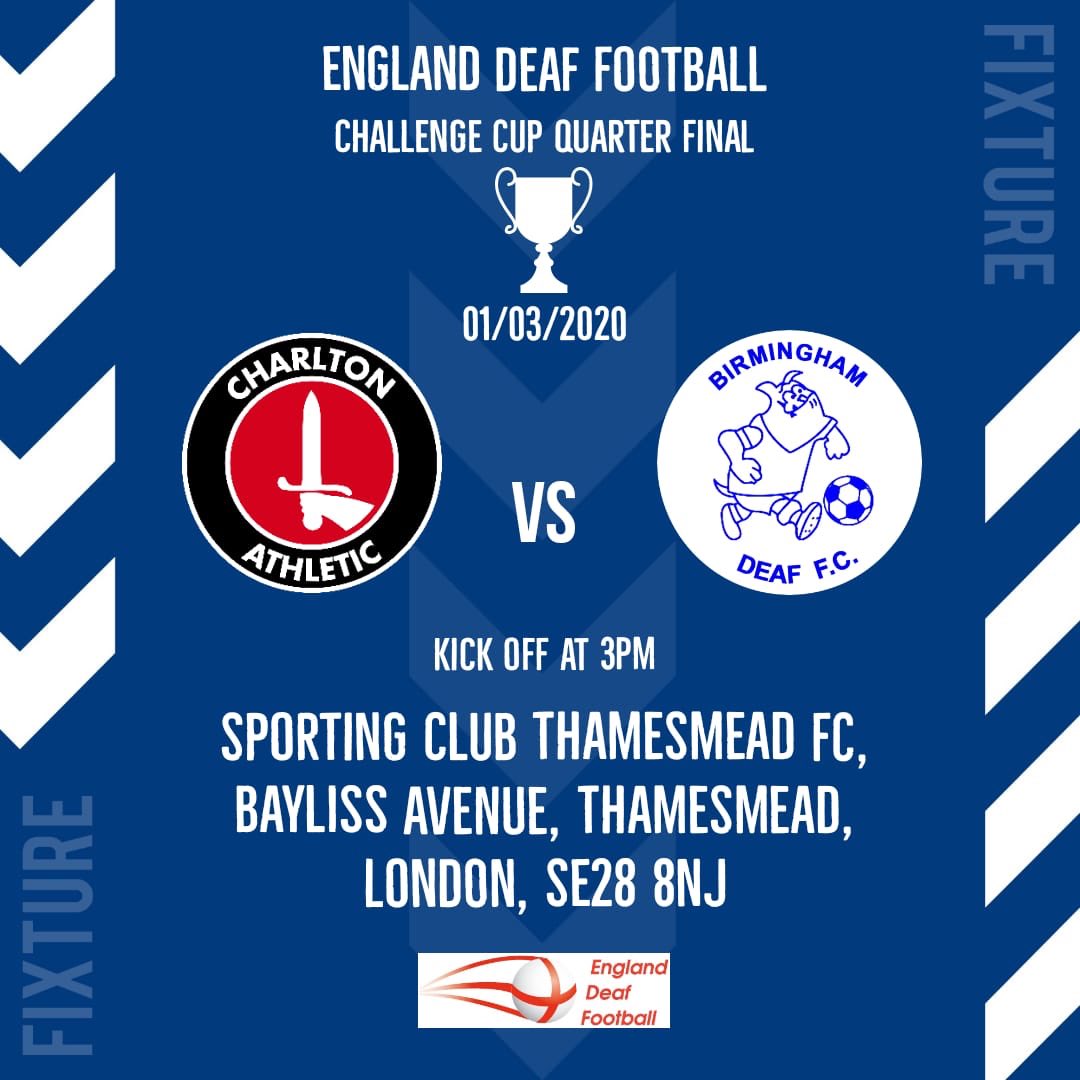 FIXTURE
ENGLAND DEAF FOOTBALL
CHALLENGE CUP QUARTER FINAL
01/03/2020
CHARLTON
ATHLETIC
VS
BIRMINGHAM
DEAF F.C.
KICK OFF AT 3PM
SPORTING CLUB THAMESMEAD FC,
BAYLISS AVENUE, THAMESMEAD,
LONDON, SE28 8NJ
FIXTURE
England
Deaf
Football